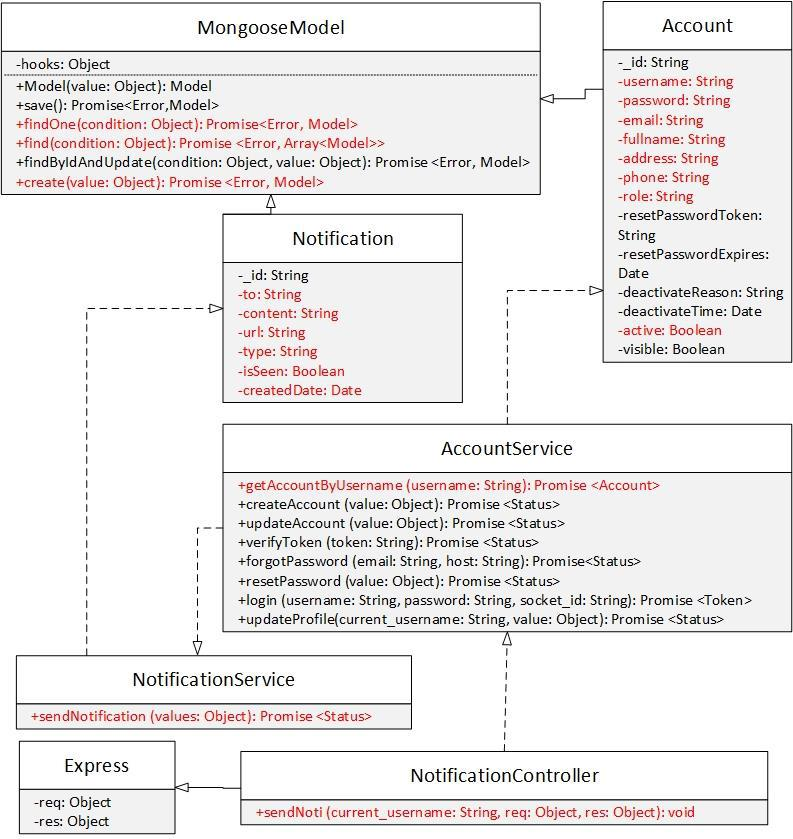 MongooseModel
-hooks: Object
+Model(value: Object): Model
+save(): Promise<Error,Model>
+findOne(condition: Object): Promise<Error, Model>
+find(condition: Object): Promise <Error, Array<Model>>
+findByIdAndUpdate(condition: Object, value: Object): Promise <Error, Model>
+create(value: Object): Promise <Error, Model>
Account
-_id: String
-username: String
-password: String
-email: String
-fullname: String
-address: String
-phone: String
-role: String
-resetPasswordToken:
String
-resetPasswordExpires:
Date
-deactivateReason: String
-deactivateTime: Date
-active: Boolean
-visible: Boolean
Notification
-_id: String
-to: String
-content: String
-url: String
-type: String
-isSeen: Boolean
-createdDate: Date
AccountService
+getAccountByUsername (username: String): Promise <Account>
+createAccount (value: Object): Promise <Status>
+updateAccount (value: Object): Promise <Status>
+verifyToken (token: String): Promise <Status>
+forgotPassword (email: String, host: String): Promise<Status>
+resetPassword (value: Object): Promise <Status>
+login (username: String, password: String, socket_id: String): Promise <Token>
+updateProfile(current_username: String, value: Object): Promise <Status>
NotificationService
+sendNotification (values: Object): Promise <Status>
Express
-req: Object
-res: Object
NotificationController
+sendNoti (current_username: String, req: Object, res: Object): void